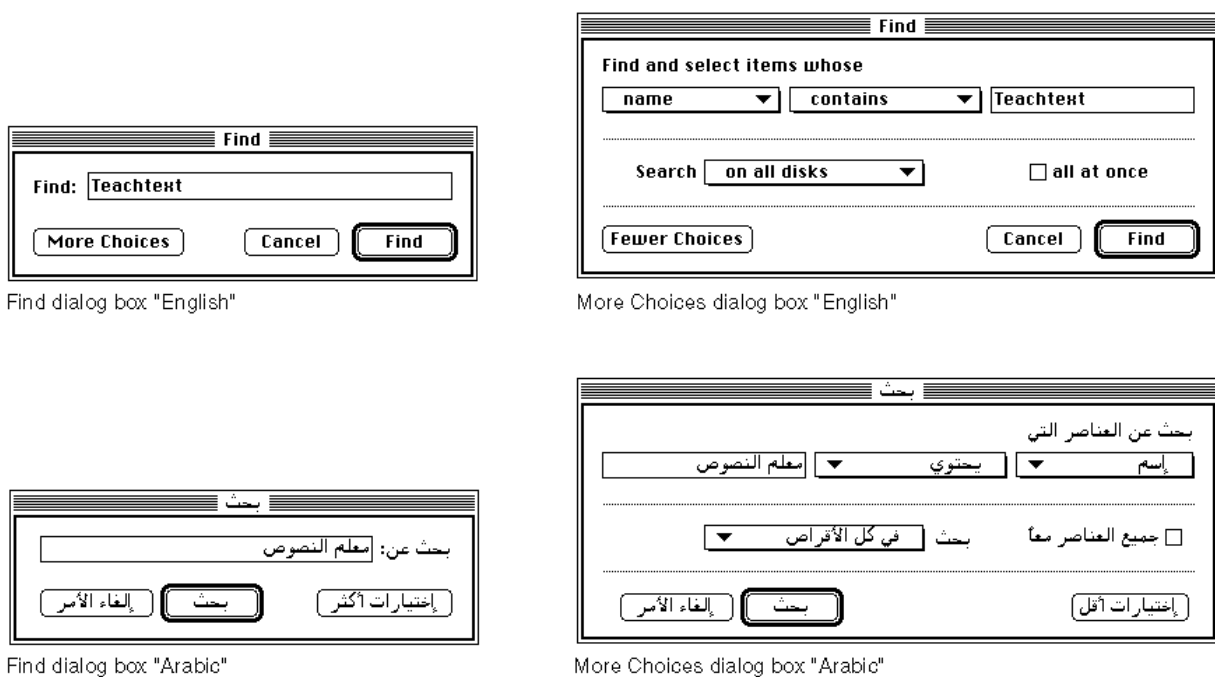 Find
Find: Teachtext
More Choices Cancel Find
Find dialog box "English"
Find
Find and select items whose
name contains Teachtext
Search on all disks all at once
Fewer Choices Cancel Find
More Choices dialog box "English"
بحث
بحث عن: معلم النصوص
إختيارات أكثر بحث إلغاء الأمر
Find dialog box "Arabic"
بحث
بحث عن العناصر التي
إسم يحتوي معلم النصوص
جميع العناصر معاً بحث في كل الأقراص
إختيارات أقل بحث إلغاء الأمر
More Choices dialog box "Arabic"